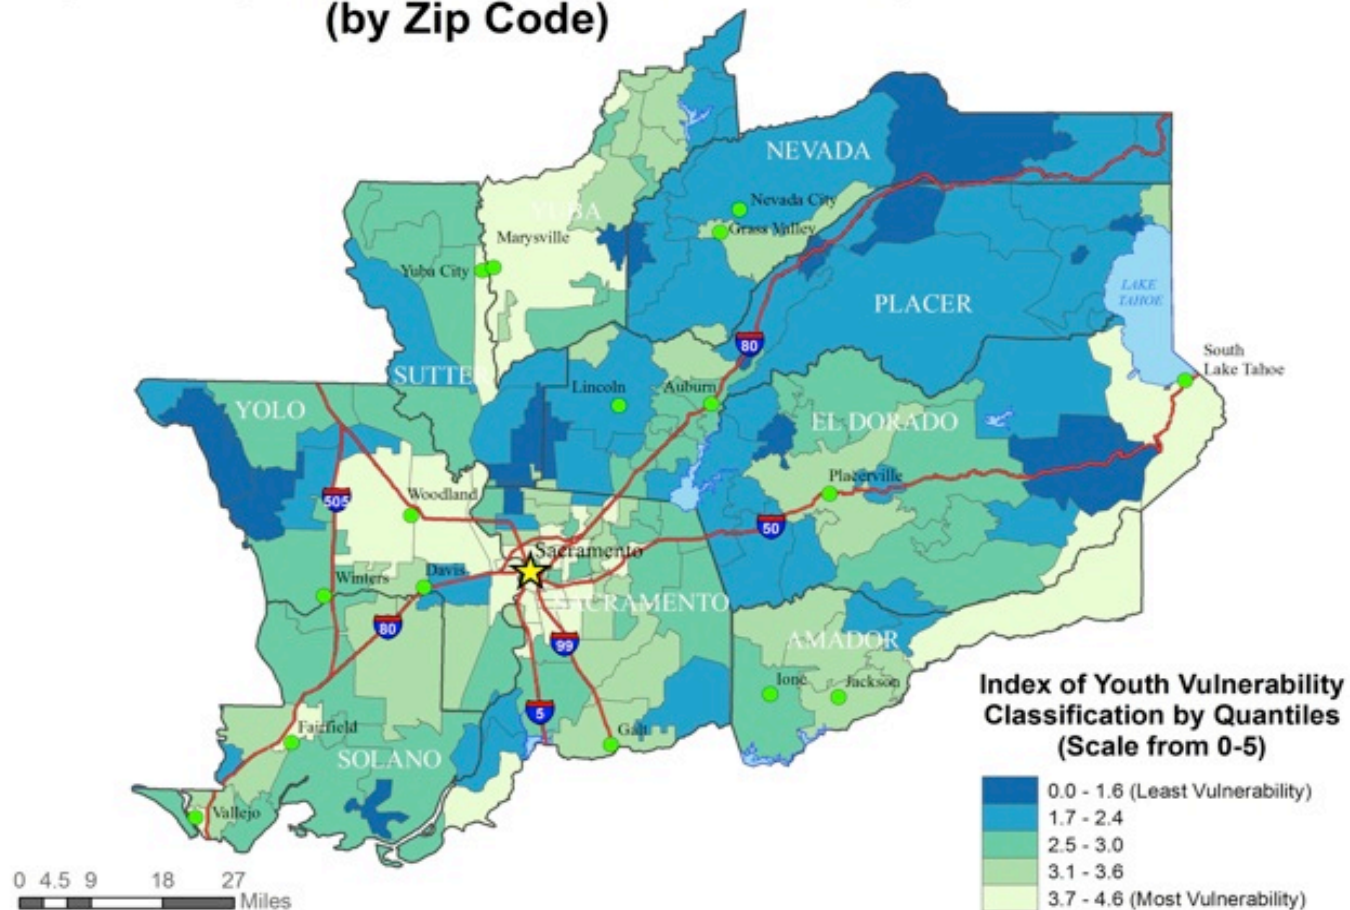 (by Zip Code)
NEVADA
Nevada City
YUBA
Grass Valley
Marysville
Yuba City
LAKE
TAHOE
PLACER
80
South
Lake Tahoe
SUTTER
Lincoln
Auburn
YOLO
EL DORADO
Placerville
505
Woodland
50
Sacramento
Winters
Davis
SACRAMENTO
80
99
AMADOR
Ione
Jackson
5
Fairfield
Galt
SOLANO
Vallejo
Index of Youth Vulnerability
Classification by Quantiles
(Scale from 0-5)
0.0 - 1.6 (Least Vulnerability)
1.7 - 2.4
2.5 - 3.0
3.1 - 3.6
3.7 - 4.6 (Most Vulnerability)
0 4.5 9 18 27
Miles